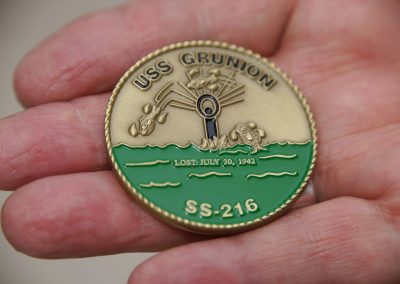 USS GRUNION
LOST: JULY 30, 1942
SS-216